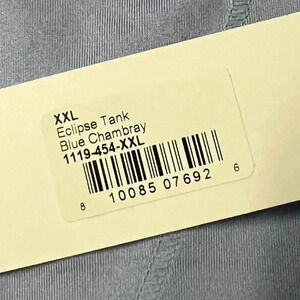 XXL
Eclipse Tank
Blue Chambray
1119-454-XXL
8 10085 07692 6